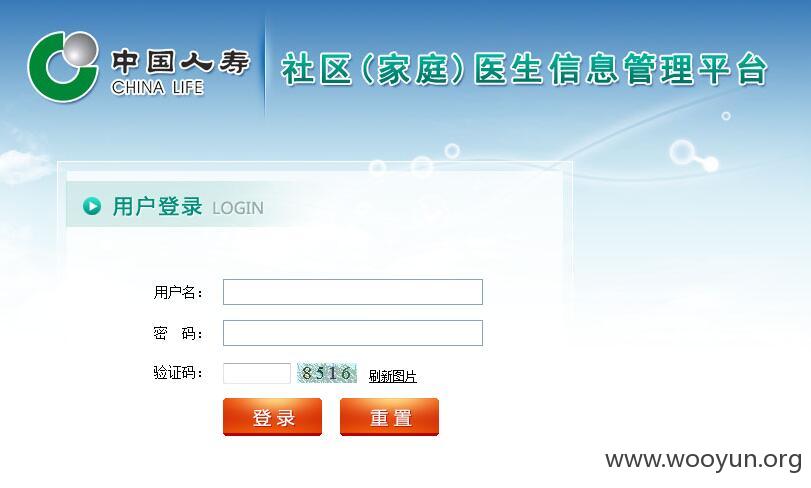 中国人寿
CHINA LIFE
社区(家庭)医生信息管理平台
用户登录 LOGIN
用户名：
密 码：
验证码： 8516 刷新图片
登录 重置
www.wooyun.org